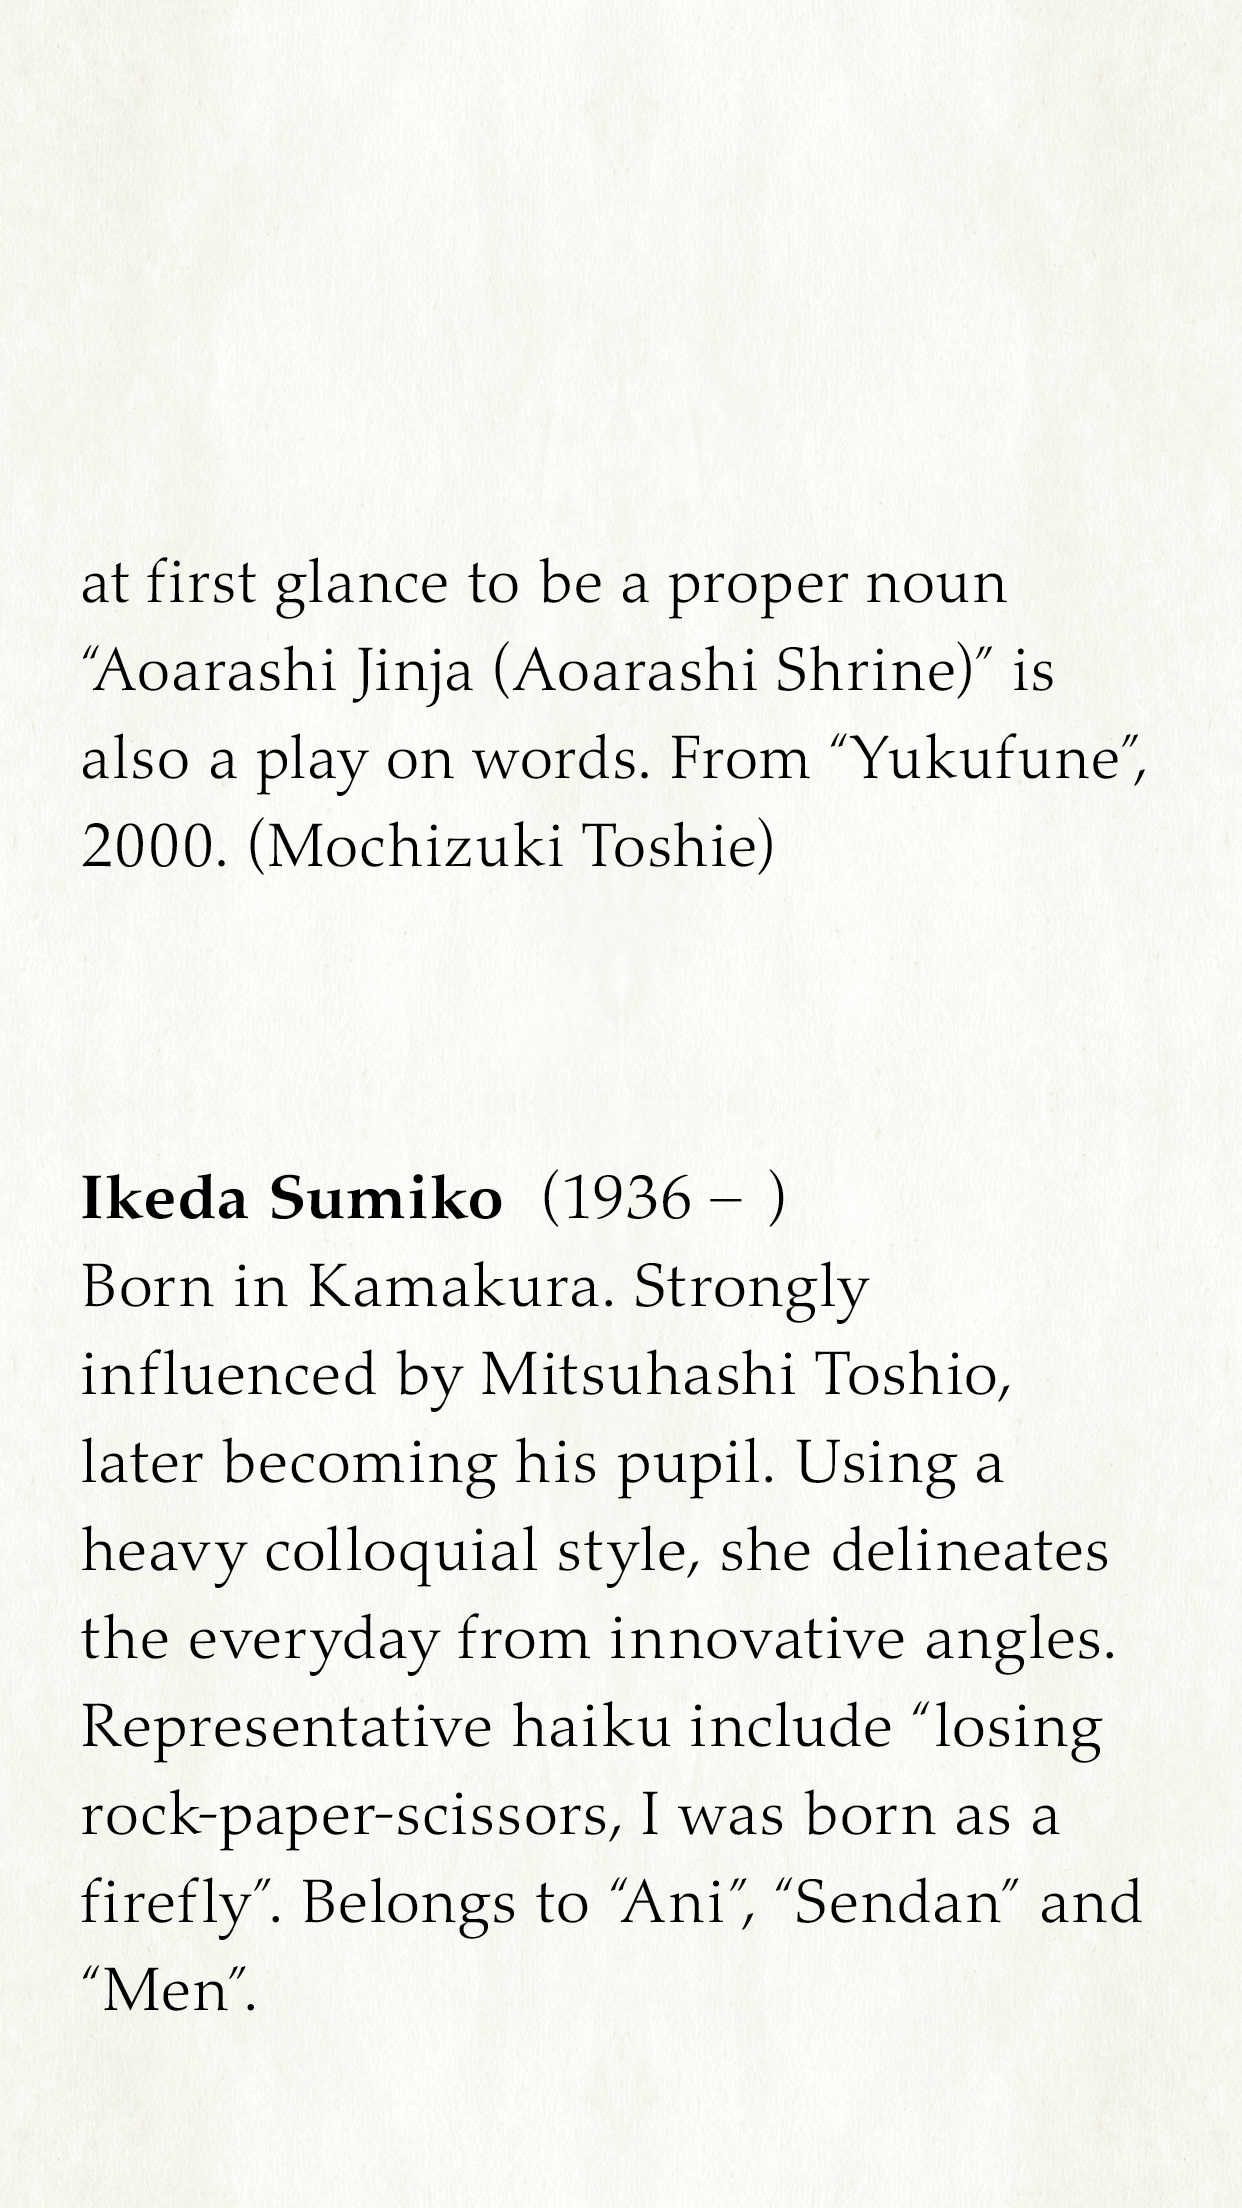 at first glance to be a proper noun
“Aoarashi Jinja (Aoarashi Shrine)” is
also a play on words. From “Yukufune”,
2000. (Mochizuki Toshie)
Ikeda Sumiko (1936 – )
Born in Kamakura. Strongly
influenced by Mitsuhashi Toshio,
later becoming his pupil. Using a
heavy colloquial style, she delineates
the everyday from innovative angles.
Representative haiku include “losing
rock-paper-scissors, I was born as a
firefly”. Belongs to “Ani”, “Sendan” and
“Men”.